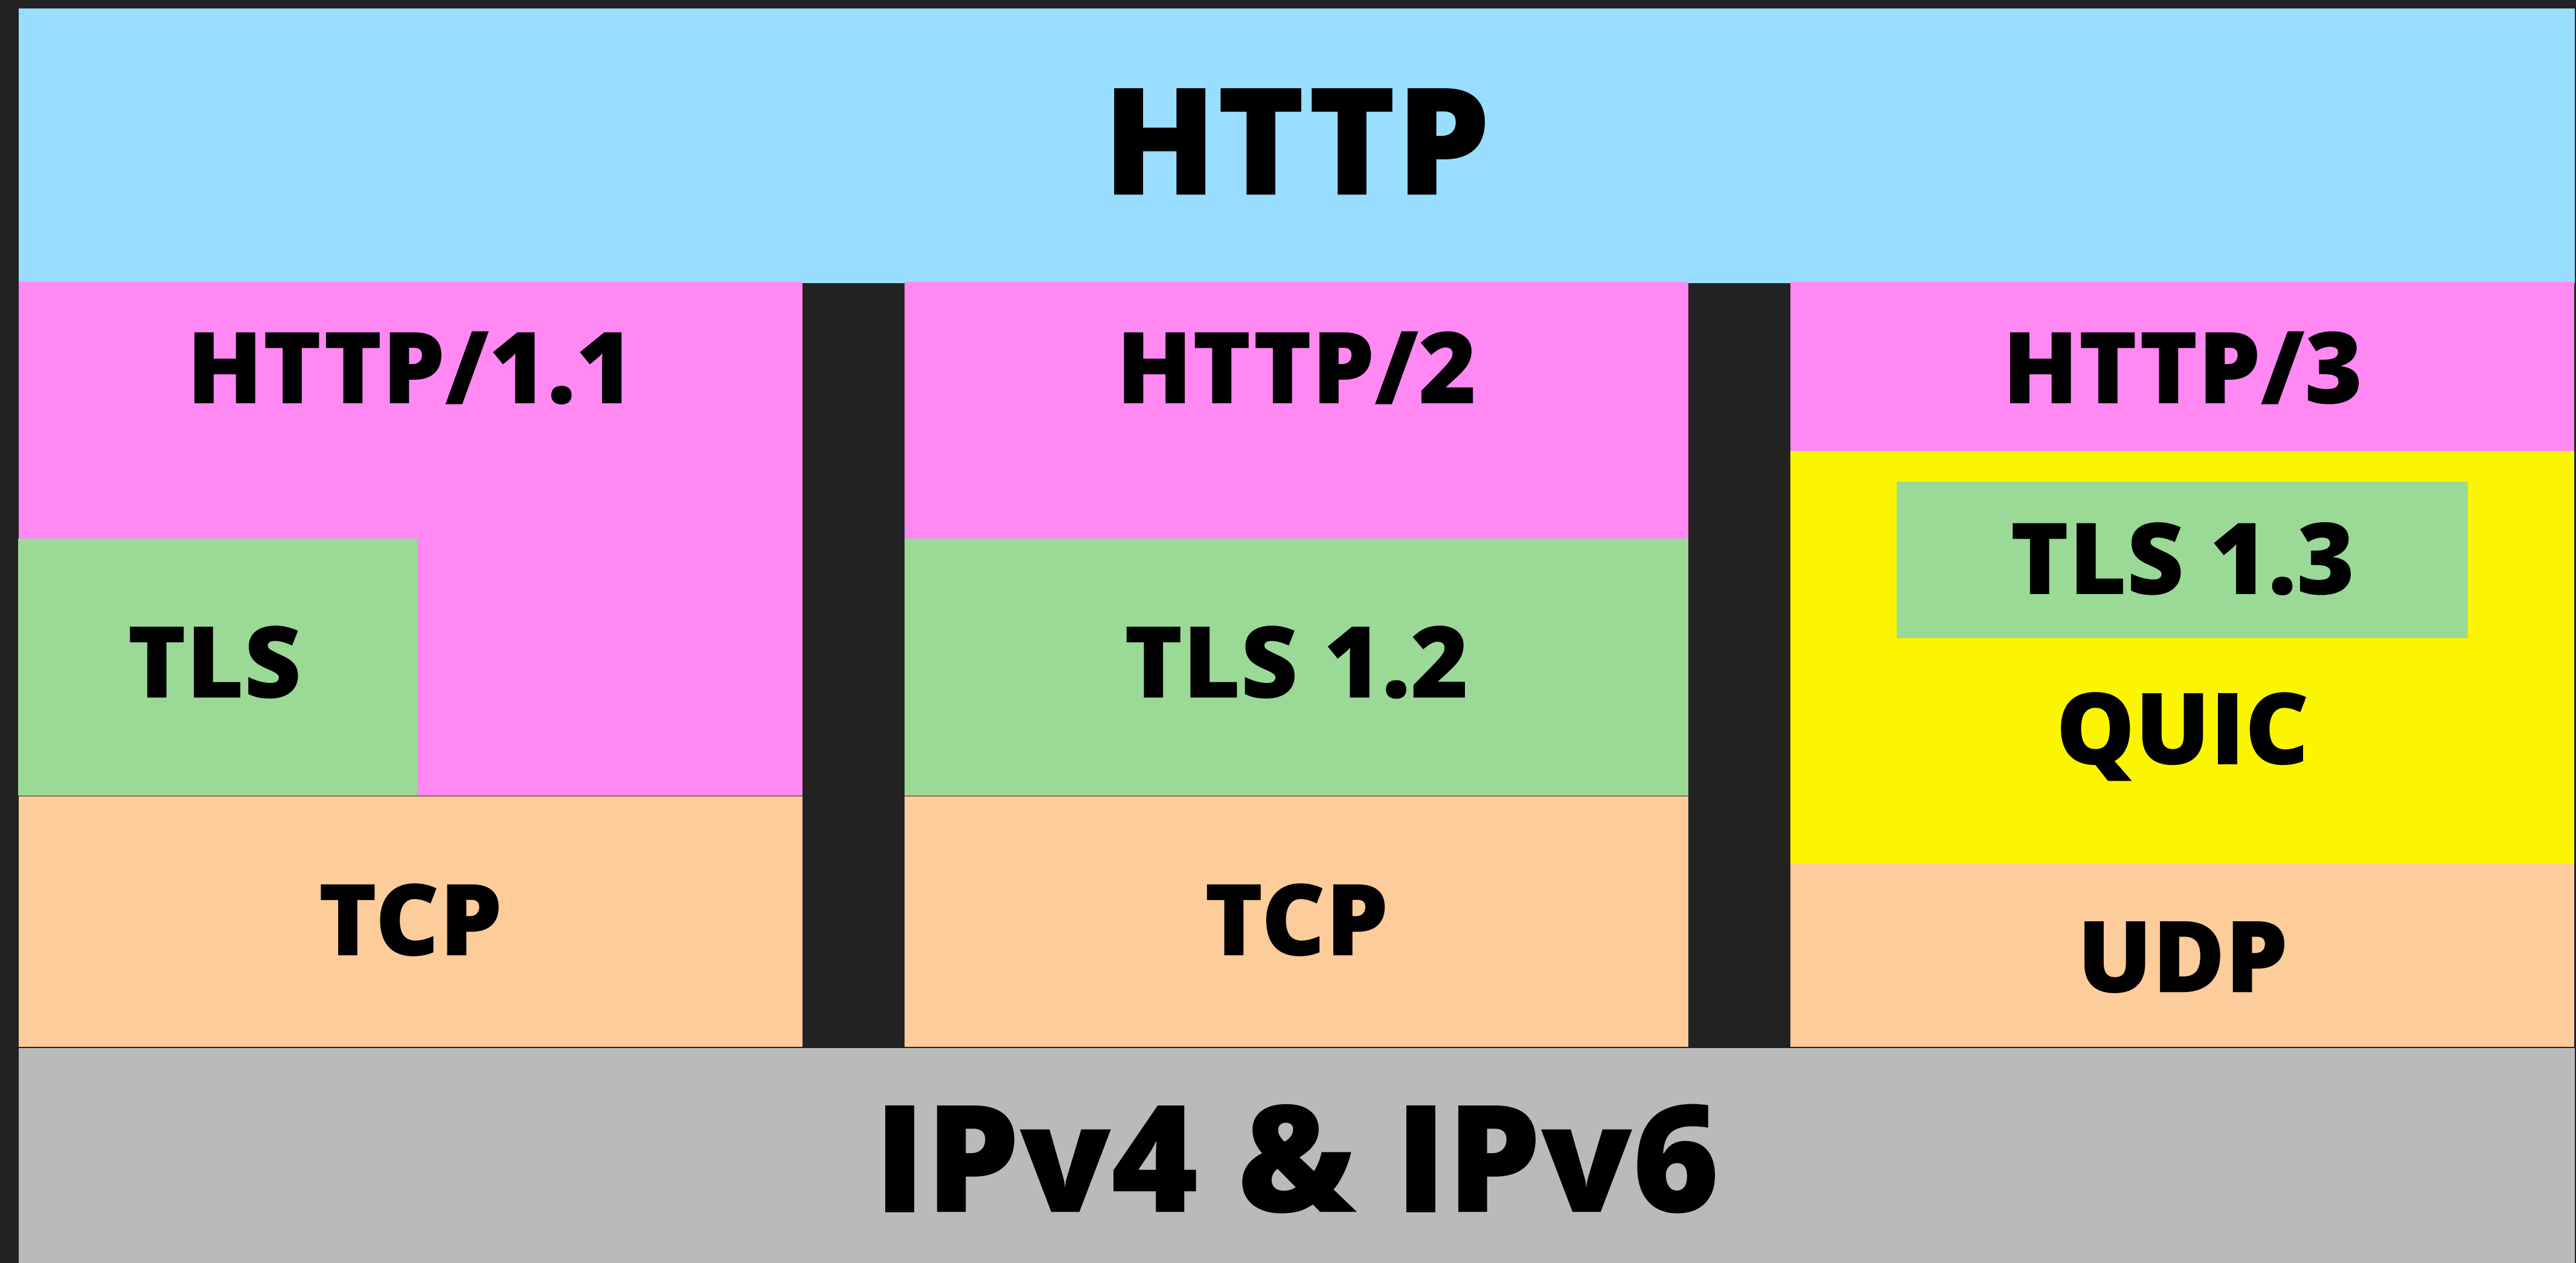 HTTP
HTTP/1.1
TLS
TCP
HTTP/2
TLS 1.2
TCP
HTTP/3
TLS 1.3
QUIC
UDP
IPv4 & IPv6